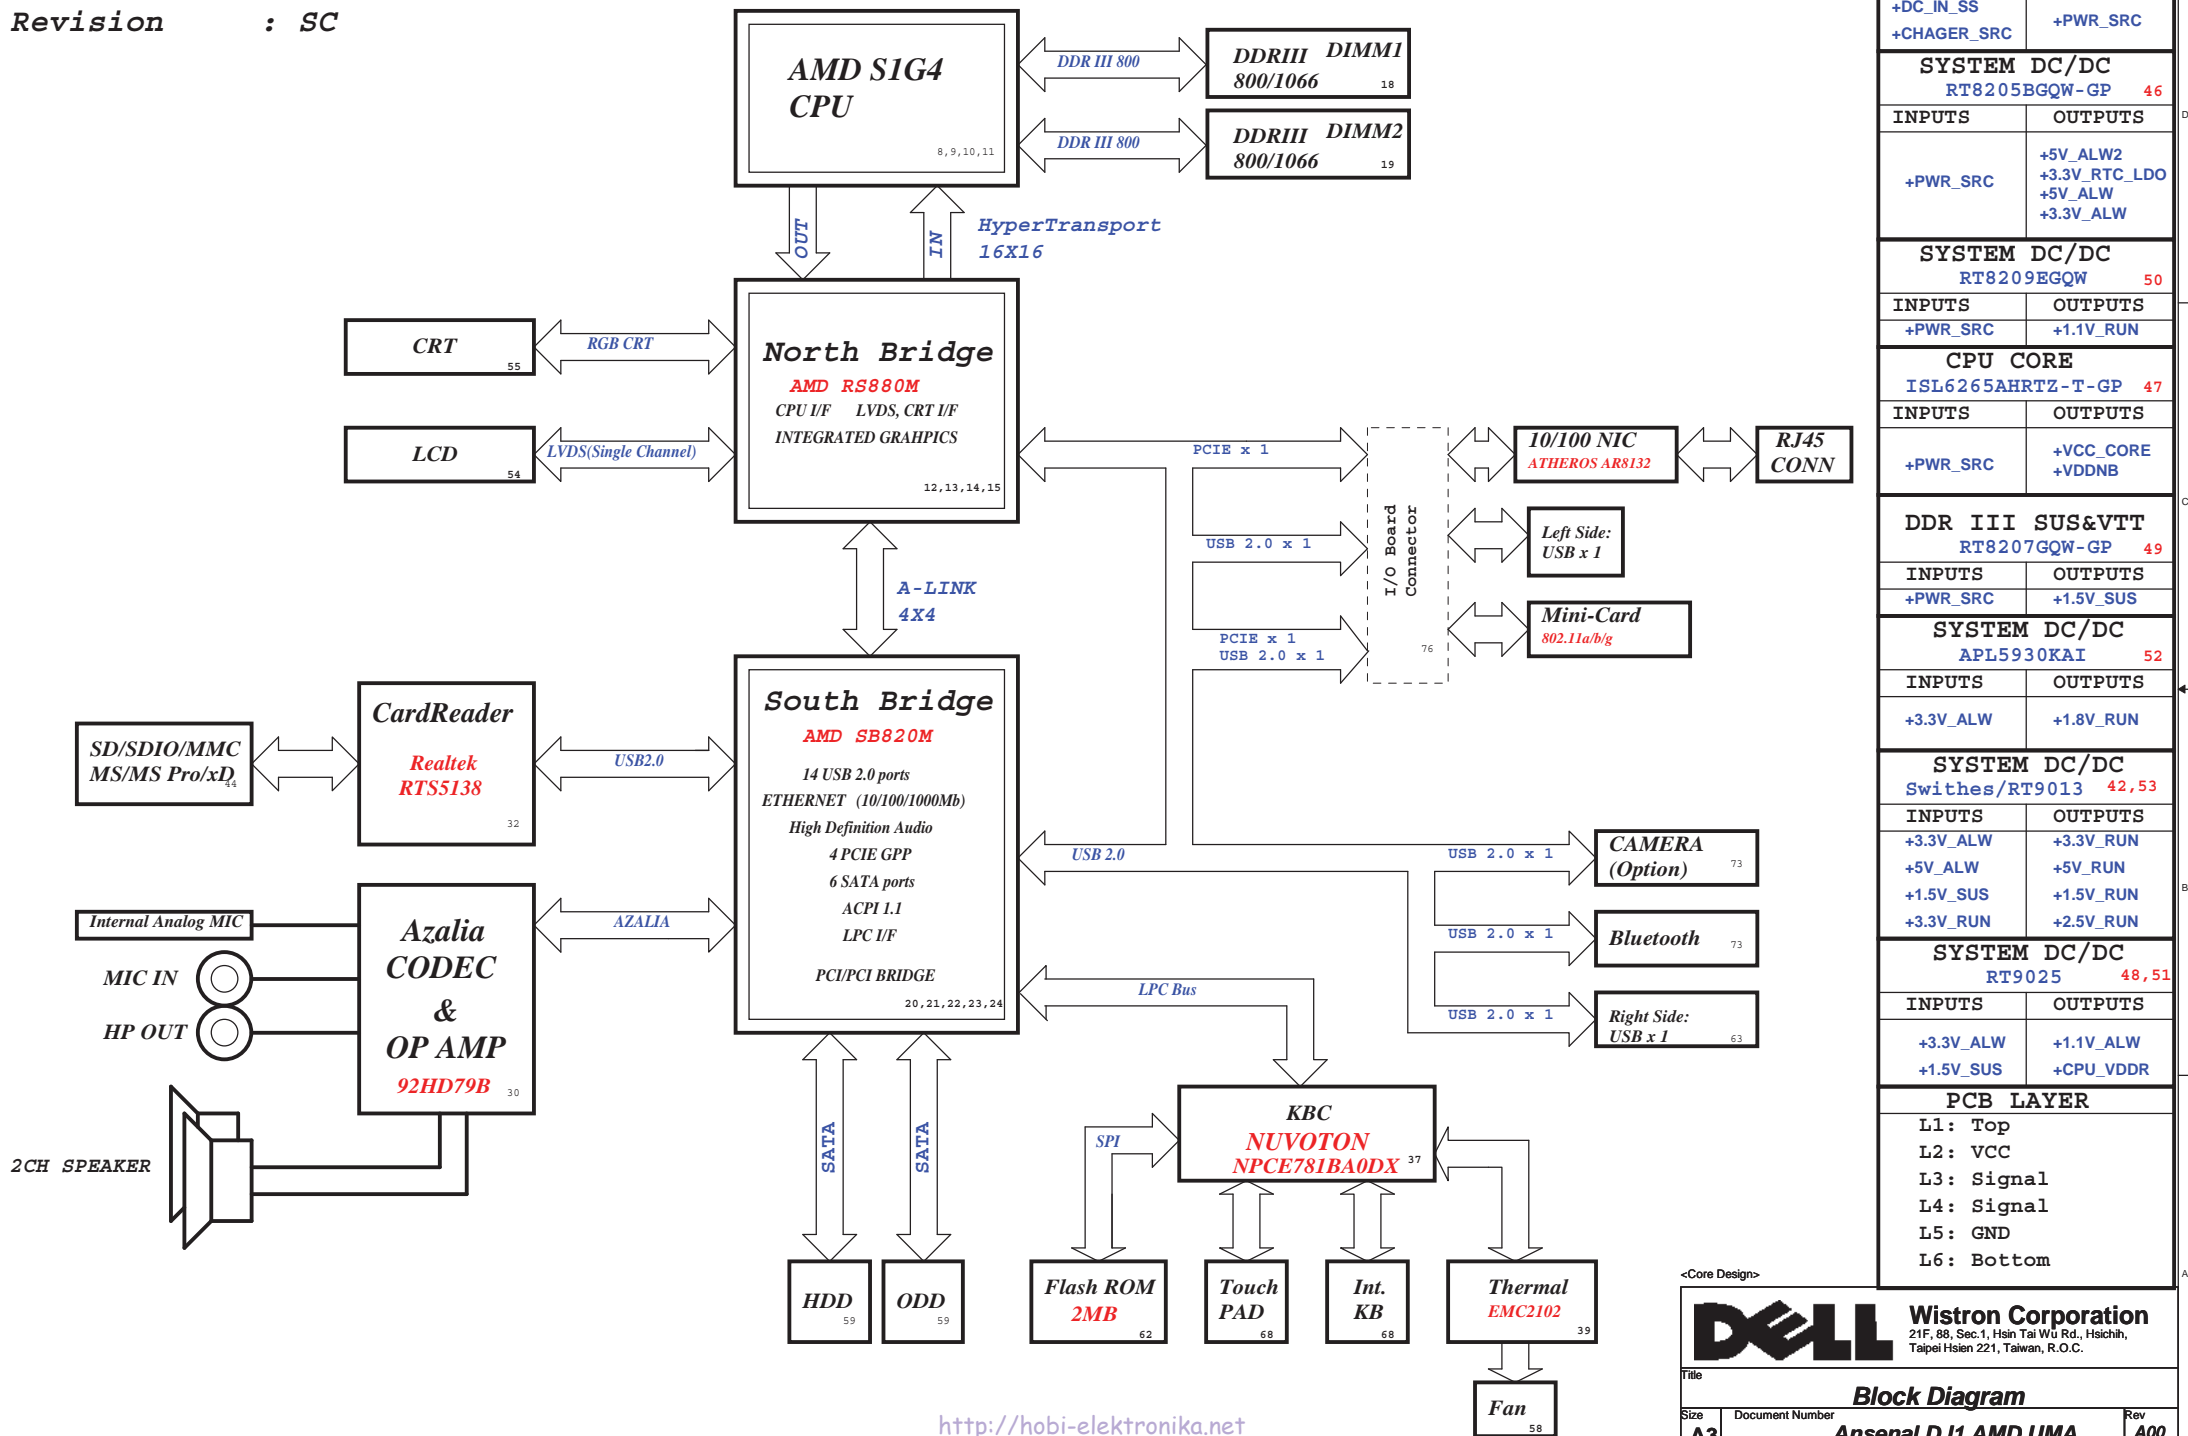 Revision : SC
AMD S1G4
CPU
8,9,10,11
DDR III 800
DDRIII DIMM1
800/1066
18
DDR III 800
DDRIII DIMM2
800/1066
19
OUT
IN
HyperTransport
16X16
CRT
55
RGB CRT
LCD
54
LVDS(Single Channel)
North Bridge
AMD RS880M
CPU I/F LVDS, CRT I/F
INTEGRATED GRAHPICS
12,13,14,15
PCIE x 1
USB 2.0 x 1
PCIE x 1
USB 2.0 x 1
I/O Board
Connector
76
10/100 NIC
ATHEROS AR8132
RJ45
CONN
Left Side:
USB x 1
Mini-Card
802.11a/b/g
A-LINK
4X4
SD/SDIO/MMC
MS/MS Pro/xD
44
CardReader
Realtek
RTS5138
32
USB2.0
South Bridge
AMD SB820M
14 USB 2.0 ports
ETHERNET (10/100/1000Mb)
High Definition Audio
4 PCIE GPP
6 SATA ports
ACPI 1.1
LPC I/F
PCI/PCI BRIDGE
20,21,22,23,24
USB 2.0
USB 2.0 x 1
CAMERA
(Option)
73
USB 2.0 x 1
Bluetooth
73
USB 2.0 x 1
Right Side:
USB x 1
63
Internal Analog MIC
MIC IN
HP OUT
2CH SPEAKER
Azalia
CODEC
&
OP AMP
92HD79B
30
AZALIA
LPC Bus
SATA
SATA
HDD
59
ODD
59
KBC
NUVOTON
NPCE781BA0DX
37
SPI
Flash ROM
2MB
62
Touch
PAD
68
Int.
KB
68
Thermal
EMC2102
39
Fan
58
+DC_IN_SS
+CHAGER_SRC
+PWR_SRC
SYSTEM DC/DC
RT8205BGQW-GP 46
INPUTS OUTPUTS
+PWR_SRC
+5V_ALW2
+3.3V_RTC_LDO
+5V_ALW
+3.3V_ALW
SYSTEM DC/DC
RT8209EGQW 50
INPUTS OUTPUTS
+PWR_SRC +1.1V_RUN
CPU CORE
ISL6265AHRTZ-T-GP 47
INPUTS OUTPUTS
+PWR_SRC
+VCC_CORE
+VDDNB
DDR III SUS&VTT
RT8207GQW-GP 49
INPUTS OUTPUTS
+PWR_SRC +1.5V_SUS
SYSTEM DC/DC
APL5930KAI 52
INPUTS OUTPUTS
+3.3V_ALW +1.8V_RUN
SYSTEM DC/DC
Swithes/RT9013 42,53
INPUTS OUTPUTS
+3.3V_ALW +3.3V_RUN
+5V_ALW +5V_RUN
+1.5V_SUS +1.5V_RUN
+3.3V_RUN +2.5V_RUN
SYSTEM DC/DC
RT9025 48,51
INPUTS OUTPUTS
+3.3V_ALW +1.1V_ALW
+1.5V_SUS +CPU_VDDR
PCB LAYER
L1: Top
L2: VCC
L3: Signal
L4: Signal
L5: GND
L6: Bottom
D
C
B
A
<Core Design>
DELL
Wistron Corporation
21F, 88, Sec.1, Hsin Tai Wu Rd., Hsichih,
Taipei Hsien 221, Taiwan, R.O.C.
Title
Block Diagram
Size Document Number Rev
A3 Arsenal DJ1 AMD UMA A00
http://hobi-elektronika.net